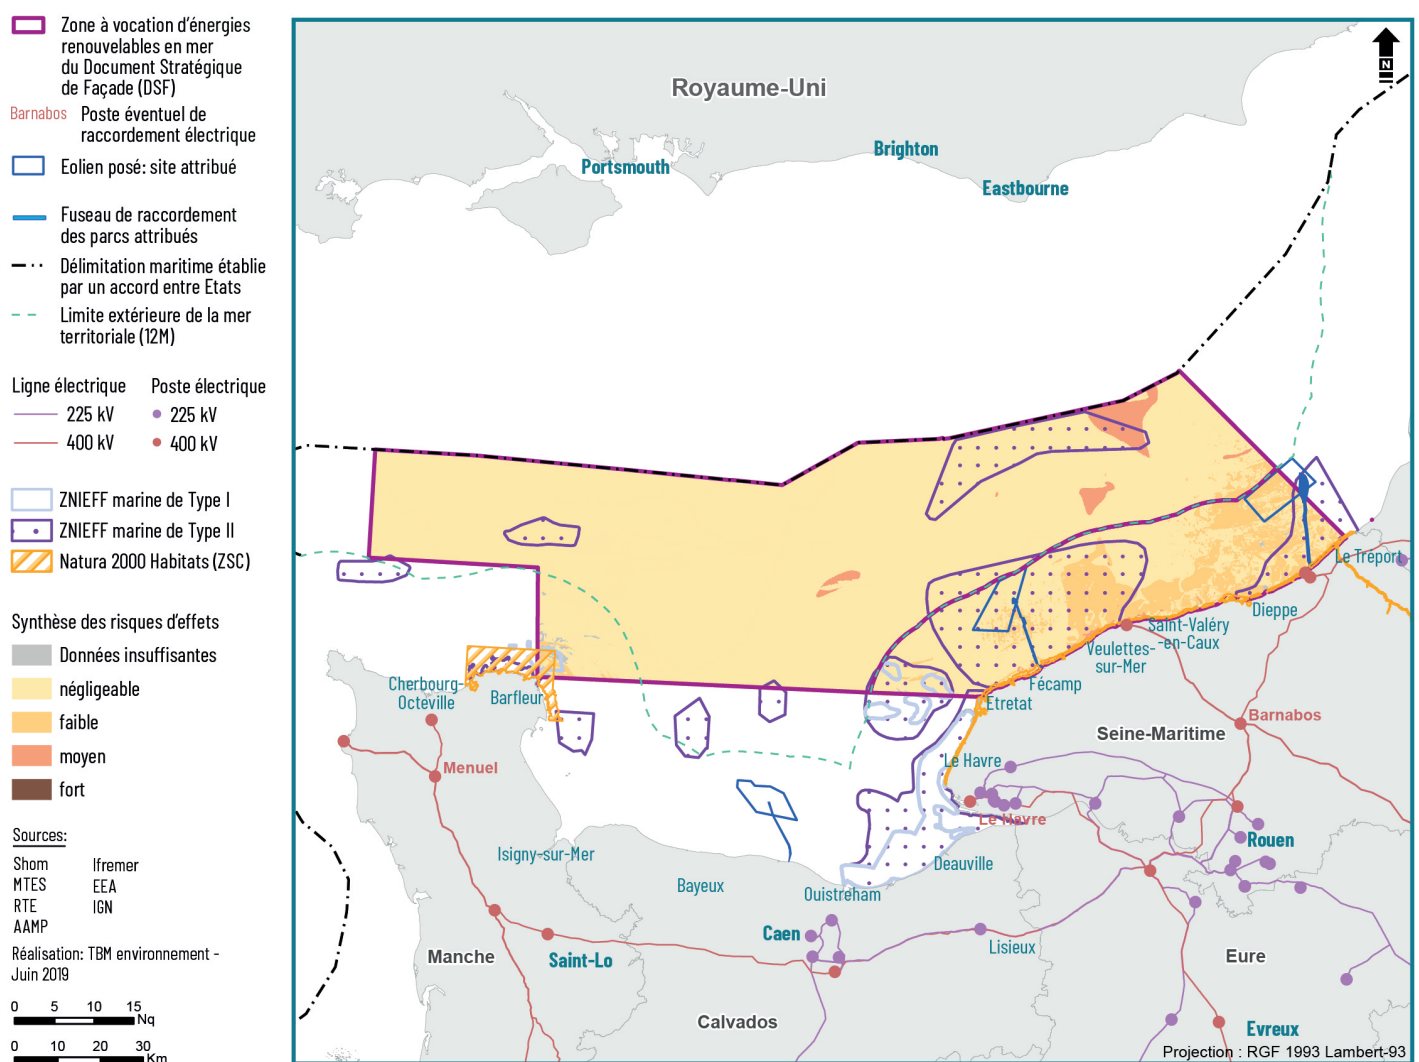 Zone à vocation d'énergies
renouvelables en mer
du Document Stratégique
de Façade (DSF)
Barnabos
Poste éventuel de
raccordement électrique
Eolien posé: site attribué
Fuseau de raccordement
des parcs attribués
Délimitation maritime établie
par un accord entre Etats
Limite extérieure de la mer
territoriale (12M)
Ligne électrique
Poste électrique
225 kV
225 kV
400 kV
400 kV
ZNIEFF marine de Type I
ZNIEFF marine de Type II
Natura 2000 Habitats (ZSC)
Synthèse des risques d'effets
Données insuffisantes
négligeable
faible
moyen
fort
Sources:
Shom
Ifremer
MTES
EEA
RTE
IGN
AAMP
Réalisation: TBM environnement -
Juin 2019
0 5 10 15
Nq
0 10 20 30
Km
N
Royaume-Uni
Portsmouth
Brighton
Eastbourne
Le Treport
Dieppe
Saint-Valéry
-en-Caux
Veulettes-
sur-Mer
Fécamp
Etretat
Cherbourg-
Octeville
Barfleur
Barnabos
Seine-Maritime
Le Havre
Menuel
Le Havre
Rouen
Isigny-sur-Mer
Bayeux
Deauville
Ouistreham
Caen
Lisieux
Manche
Saint-Lo
Eure
Calvados
Evreux
Projection : RGF 1993 Lambert-93